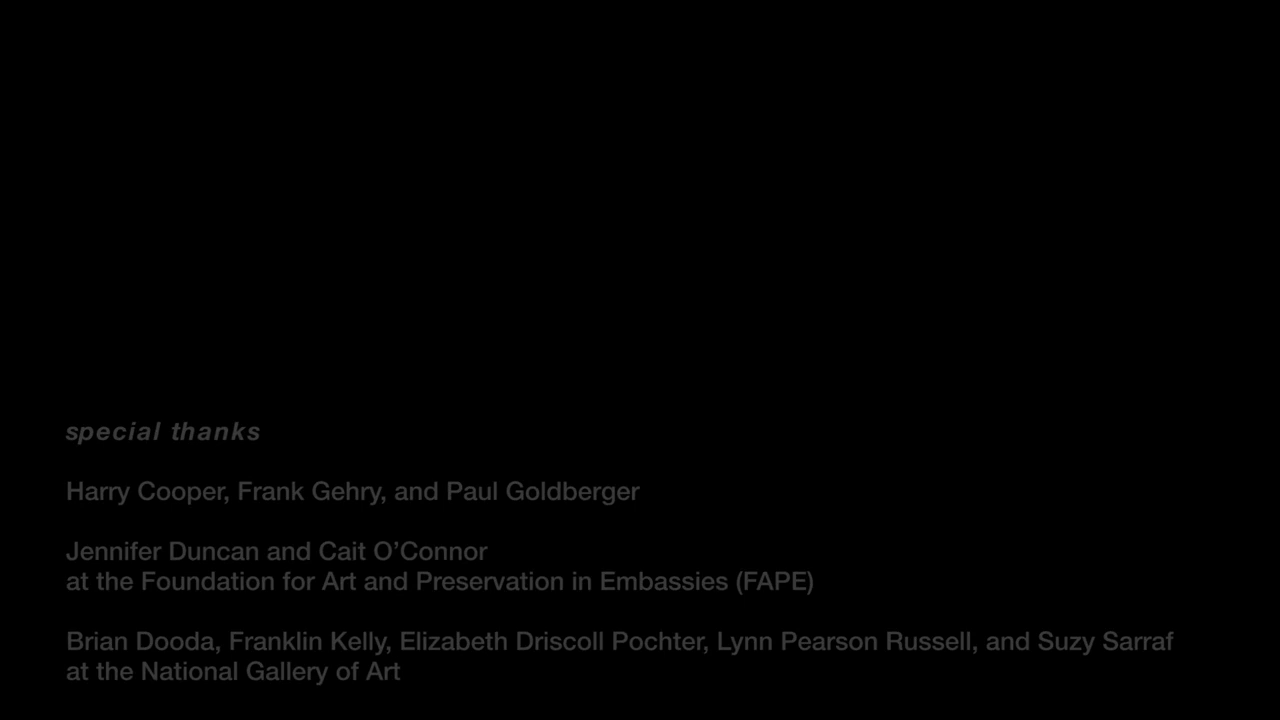 special thanks
Harry Cooper, Frank Gehry, and Paul Goldberger
Jennifer Duncan and Cait O’Connor
at the Foundation for Art and Preservation in Embassies (FAPE)
Brian Dooda, Franklin Kelly, Elizabeth Driscoll Pochter, Lynn Pearson Russell, and Suzy Sarraf
at the National Gallery of Art